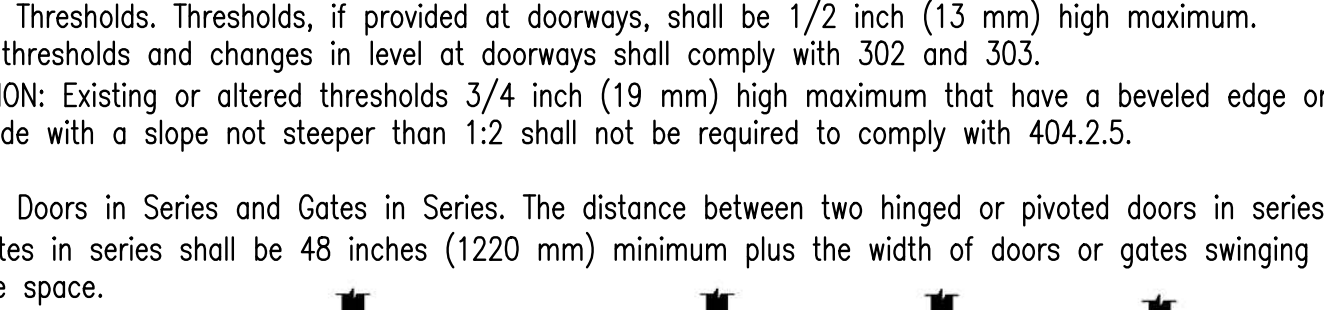 Thresholds. Thresholds, if provided at doorways, shall be 1/2 inch (13 mm) high maximum.
thresholds and changes in level at doorways shall comply with 302 and 303.
ION: Existing or altered thresholds 3/4 inch (19 mm) high maximum that have a beveled edge or
de with a slope not steeper than 1:2 shall not be required to comply with 404.2.5.
Doors in Series and Gates in Series. The distance between two hinged or pivoted doors in series
tes in series shall be 48 inches (1220 mm) minimum plus the width of doors or gates swinging
e space.